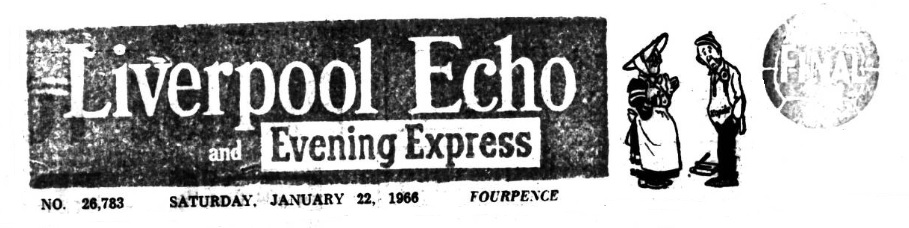 Liverpool Echo
and Evening Express
FINAL
NO. 26,783 SATURDAY, JANUARY 22, 1966 FOURPENCE